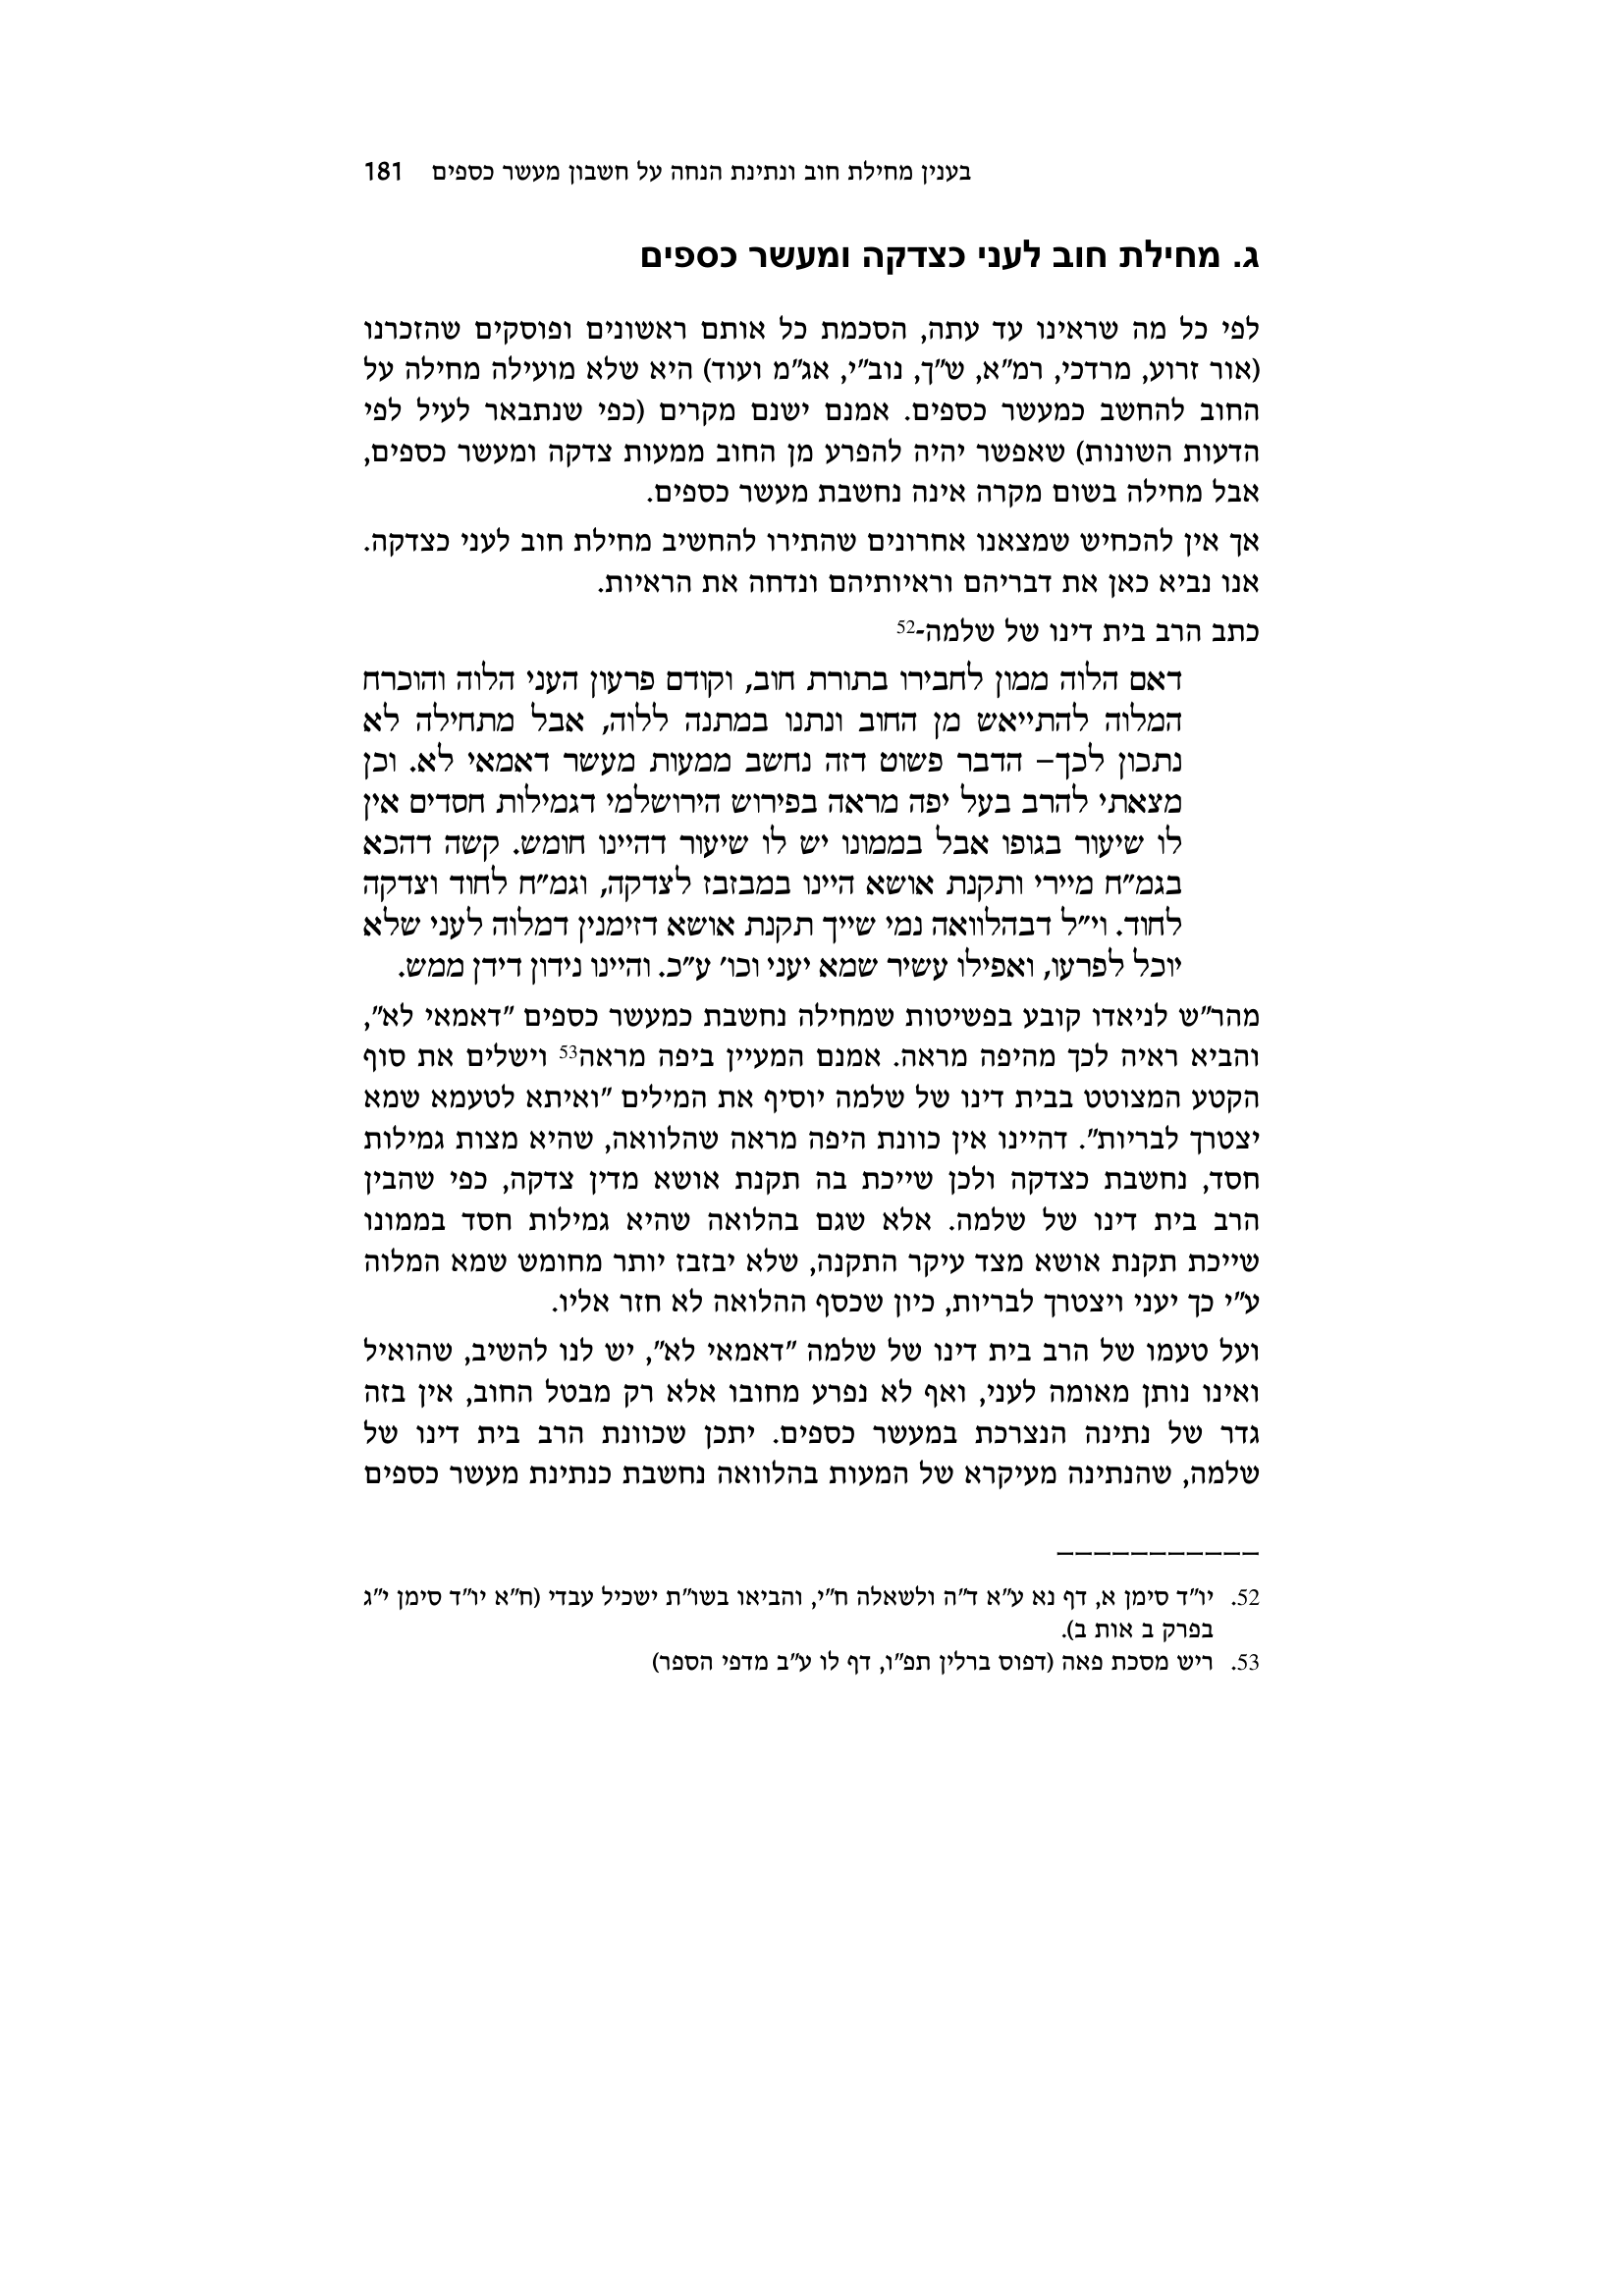 בענין מחילת חוב ונתינת הנחה על חשבון מעשר כספים 181
ג. מחילת חוב לעני כצדקה ומעשר כספים
לפי כל מה שראינו עד עתה, הסכמת כל אותם ראשונים ופוסקים שהזכרנו
(אור זרוע, מרדכי, רמ"א, ש"ך, נוב"י, אג"מ ועוד) היא שלא מועילה מחילה על
החוב להחשב כמעשר כספים. אמנם ישנם מקרים (כפי שנתבאר לעיל לפי
הדעות השונות) שאפשר יהיה להפרע מן החוב ממעות צדקה ומעשר כספים,
אבל מחילה בשום מקרה אינה נחשבת מעשר כספים.
אך אין להכחיש שמצאנו אחרונים שהתירו להחשיב מחילת חוב לעני כצדקה.
אנו נביא כאן את דבריהם וראיותיהם ונדחה את הראיות.
כתב הרב בית דינו של שלמה-52
דאם הלוה ממון לחבירו בתורת חוב, וקודם פרעון העני הלוה והוכרח
המלוה להתייאש מן החוב ונתנו במתנה ללוה, אבל מתחילה לא
נתכון לכך– הדבר פשוט דזה נחשב ממעות מעשר דאמאי לא. וכן
מצאתי להרב בעל יפה מראה בפירוש הירושלמי דגמילות חסדים אין
לו שיעור בגופו אבל בממונו יש לו שיעור דהיינו חומש. קשה דהכא
בגמ"ח מיירי ותקנת אושא היינו במבזבז לצדקה, וגמ"ח לחוד וצדקה
לחוד. וי"ל דבהלוואה נמי שייך תקנת אושא דזימנין דמלוה לעני שלא
יוכל לפרעו, ואפילו עשיר שמא יעני וכו' ע"כ. והיינו נידון דידן ממש.
מהר"ש לניאדו קובע בפשיטות שמחילה נחשבת כמעשר כספים "דאמאי לא",
והביא ראיה לכך מהיפה מראה. אמנם המעיין ביפה מראה53 וישלים את סוף
הקטע המצוטט בבית דינו של שלמה יוסיף את המילים "ואיתא לטעמא שמא
יצטרך לבריות". דהיינו אין כוונת היפה מראה שהלוואה, שהיא מצות גמילות
חסד, נחשבת כצדקה ולכן שייכת בה תקנת אושא מדין צדקה, כפי שהבין
הרב בית דינו של שלמה. אלא שגם בהלואה שהיא גמילות חסד בממונו
שייכת תקנת אושא מצד עיקר התקנה, שלא יבזבז יותר מחומש שמא המלוה
ע"י כך יעני ויצטרך לבריות, כיון שכסף ההלואה לא חזר אליו.
ועל טעמו של הרב בית דינו של שלמה "דאמאי לא", יש לנו להשיב, שהואיל
ואינו נותן מאומה לעני, ואף לא נפרע מחובו אלא רק מבטל החוב, אין בזה
גדר של נתינה הנצרכת במעשר כספים. יתכן שכוונת הרב בית דינו של
שלמה, שהנתינה מעיקרא של המעות בהלוואה נחשבת כנתינת מעשר כספים
52. יו"ד סימן א, דף נא ע"א ד"ה ולשאלה ח"י, והביאו בשו"ת ישכיל עבדי (ח"א יו"ד סימן י"ג
בפרק ב אות ב).
53. ריש מסכת פאה (דפוס ברלין תפ"ו, דף לו ע"ב מדפי הספר)